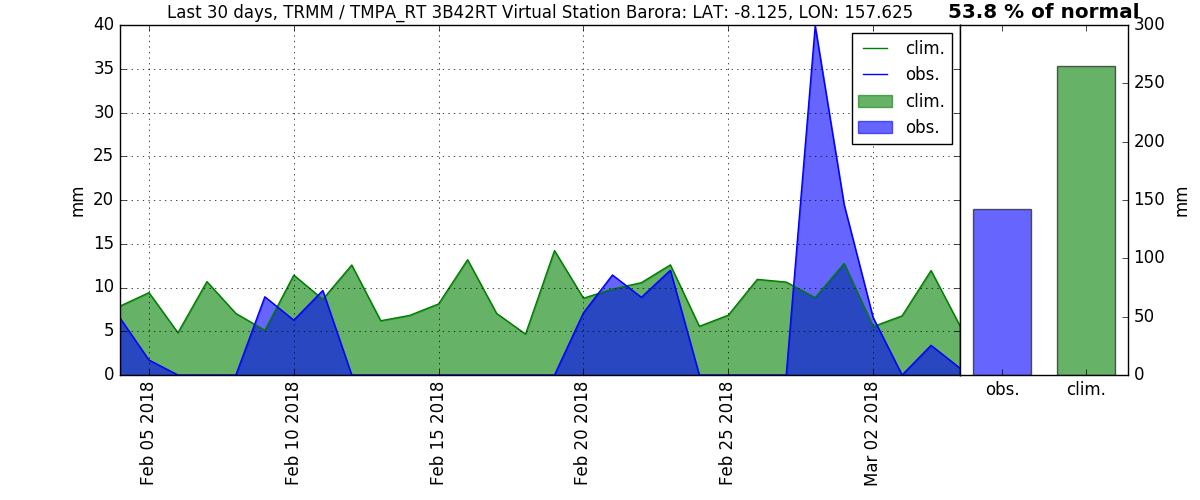 Last 30 days, TRMM / TMPA_RT 3B42RT Virtual Station Barora: LAT: -8.125, LON: 157.625
53.8 % of normal
40
35
30
25
20
15
10
5
0
mm
clim.
obs.
clim.
obs.
300
250
200
150
100
50
0
mm
Feb 05 2018
Feb 10 2018
Feb 15 2018
Feb 20 2018
Feb 25 2018
Mar 02 2018
obs.
clim.